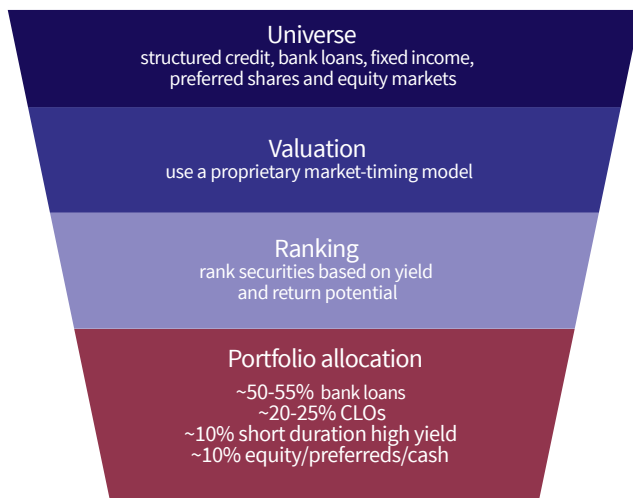 Universe
structured credit, bank loans, fixed income,
preferred shares and equity markets
Valuation
use a proprietary market-timing model
Ranking
rank securities based on yield
and return potential
Portfolio allocation
~50-55% bank loans
~20-25% CLOs
~10% short duration high yield
~10% equity/preferreds/cash